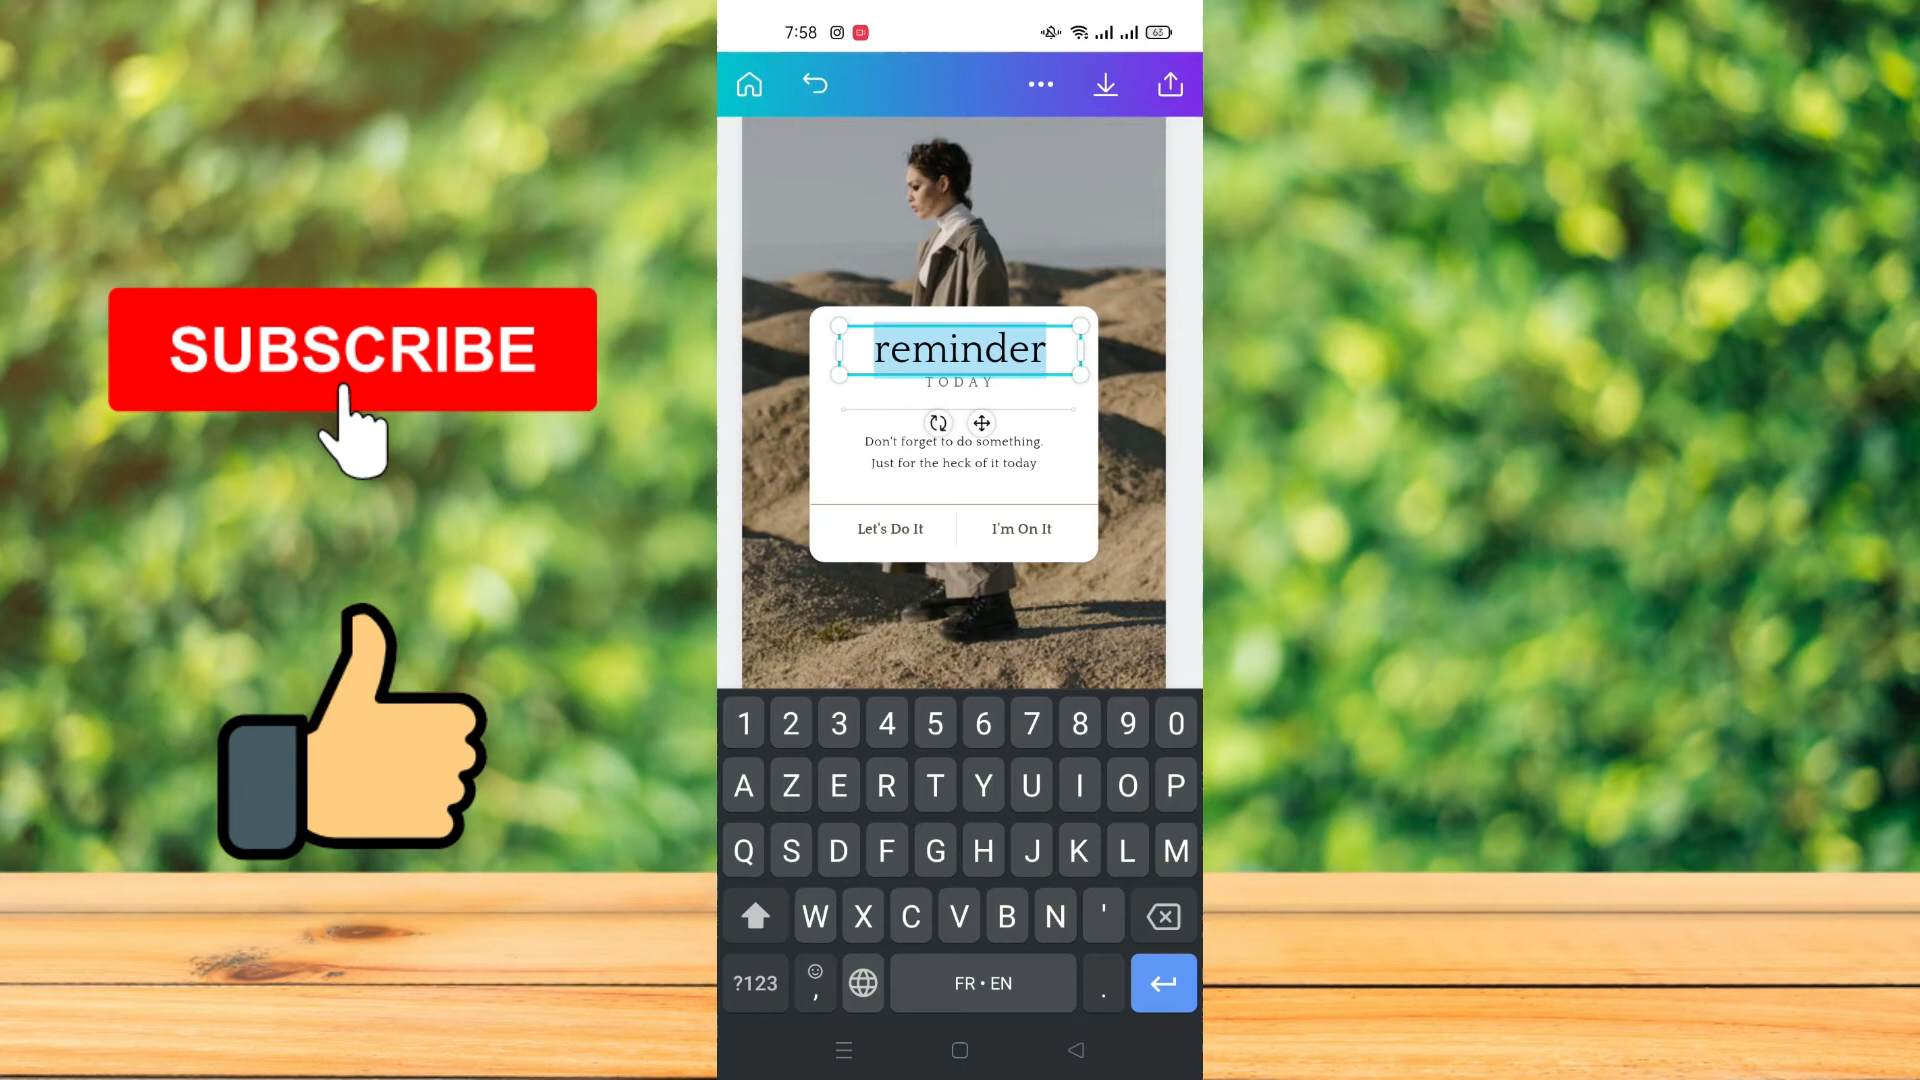 7:58
63
SUBSCRIBE
reminder
TODAY
Don't forget to do something.
Just for the heck of it today
Let's Do It
I'm On It
1 2 3 4 5 6 7 8 9 0
A Z E R T Y U I O P
Q S D F G H J K L M
W X C V B N '
?123 , FR • EN .